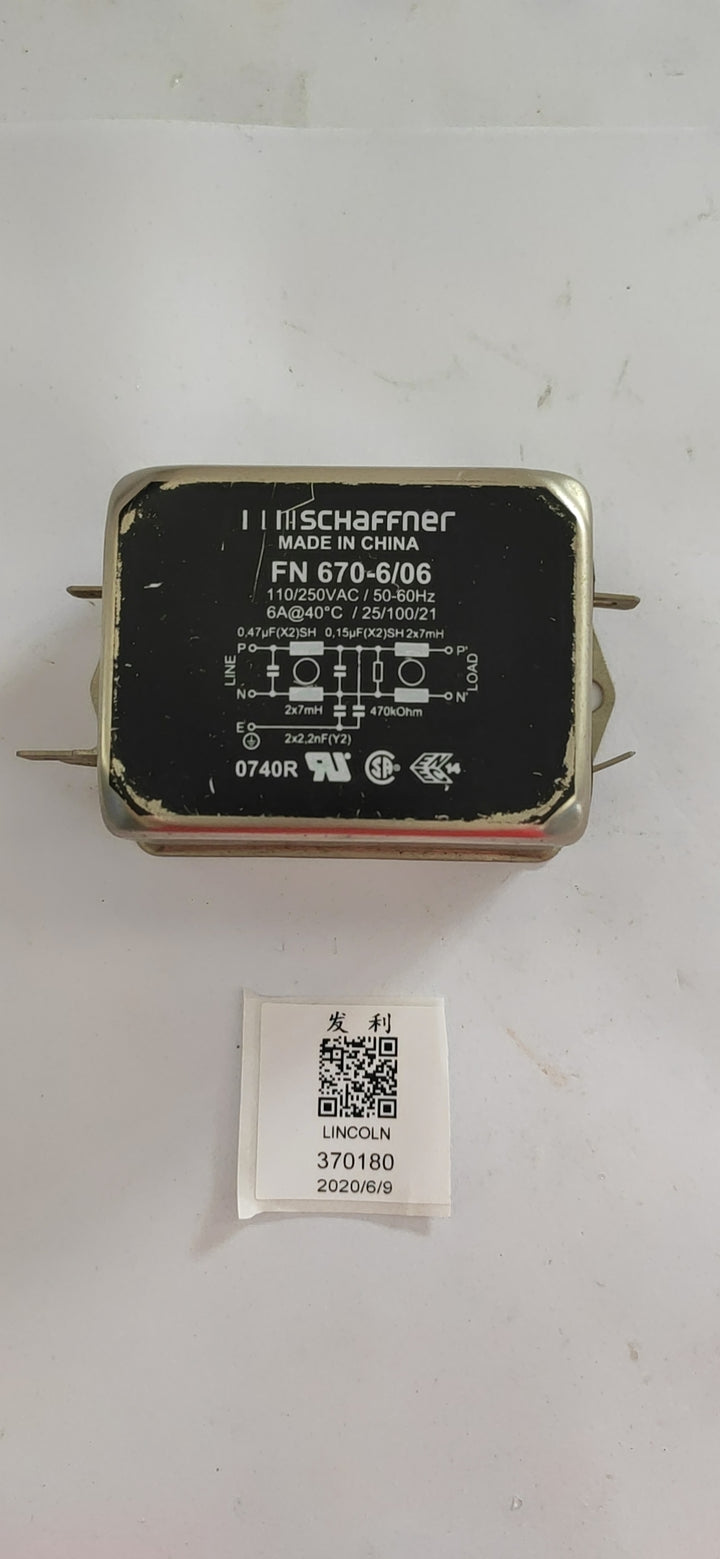 SCHAFFNER
MADE IN CHINA
FN 670-6/06
110/250VAC / 50-60Hz
6A@40°C / 25/100/21
0,47µF(X2)SH 0,15µF(X2)SH 2x7mH
P P'
LINE LOAD
N N'
2x7mH 470kOhm
E
2x2,2nF(Y2)
0740R
发 利
LINCOLN
370180
2020/6/9